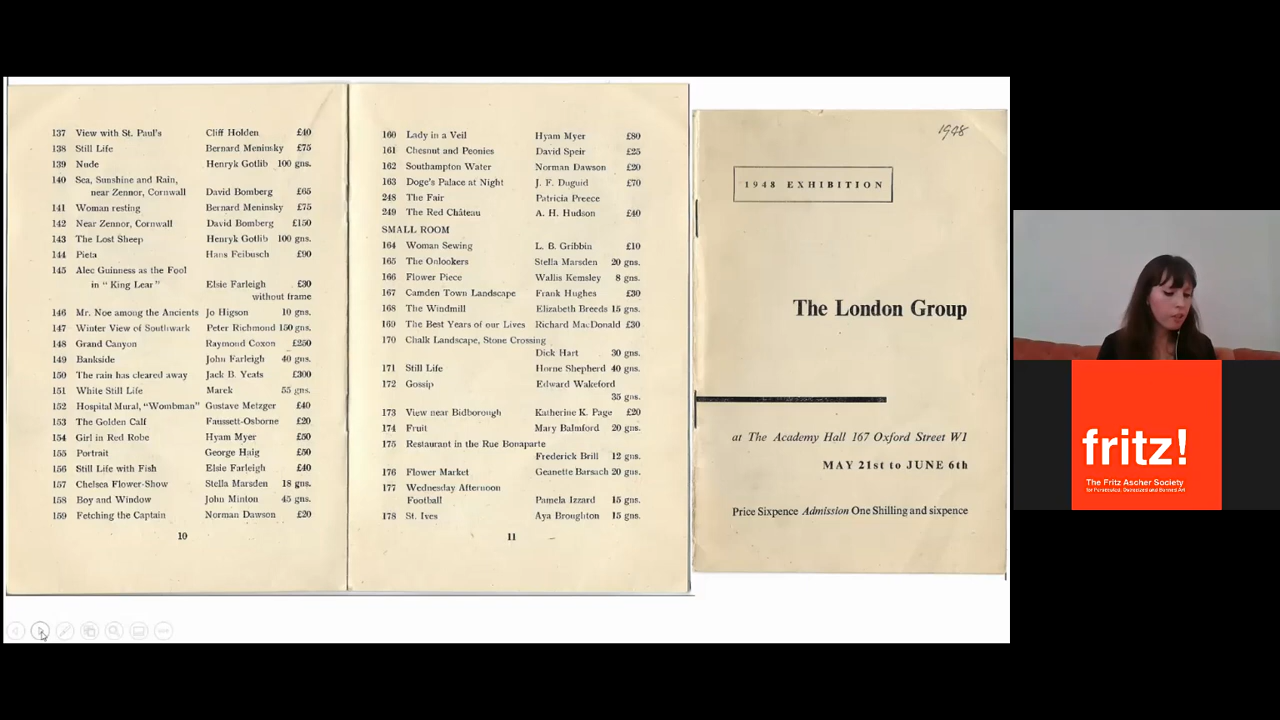 137 View with St. Paul's Cliff Holden £40
138 Still Life Bernard Meninsky £75
139 Nude Henryk Gotlib 100 gns.
140 Sea, Sunshine and Rain,
near Zennor, Cornwall David Bomberg £65
141 Woman resting Bernard Meninsky £75
142 Near Zennor, Cornwall David Bomberg £150
143 The Lost Sheep Henryk Gotlib 100 gns.
144 Pieta Hans Feibusch £90
145 Alec Guinness as the Fool
in "King Lear" Elsie Farleigh £30
without frame
146 Mr. Noe among the Ancients Jo Higson 10 gns.
147 Winter View of Southwark Peter Richmond 150 gns.
148 Grand Canyon Raymond Coxon £250
149 Bankside John Farleigh 40 gns.
150 The rain has cleared away Jack B. Yeats £300
151 White Still Life Marek 55 gns.
152 Hospital Mural, "Wombman" Gustave Metzger £40
153 The Golden Calf Faussett-Osborne £20
154 Girl in Red Robe Hyam Myer £50
155 Portrait George Haig £50
156 Still Life with Fish Elsie Farleigh £40
157 Chelsea Flower-Show Stella Marsden 18 gns.
158 Boy and Window John Minton 45 gns.
159 Fetching the Captain Norman Dawson £20
10
160 Lady in a Veil Hyam Myer £80
161 Chesnut and Peonies David Speir £25
162 Southampton Water Norman Dawson £20
163 Doge's Palace at Night J. F. Duguid £70
248 The Fair Patricia Preece
249 The Red Château A. H. Hudson £40
SMALL ROOM
164 Woman Sewing L. B. Gribbin £10
165 The Onlookers Stella Marsden 20 gns.
166 Flower Piece Wallis Kemsley 8 gns.
167 Camden Town Landscape Frank Hughes £30
168 The Windmill Elizabeth Breeds 15 gns.
169 The Best Years of our Lives Richard MacDonald £30
170 Chalk Landscape, Stone Crossing
Dick Hart 30 gns.
171 Still Life Horne Shepherd 40 gns.
172 Gossip Edward Wakeford
35 gns.
173 View near Bidborough Katherine K. Page £20
174 Fruit Mary Balmford 20 gns.
175 Restaurant in the Rue Bonaparte
Frederick Brill 12 gns.
176 Flower Market Geanette Barsach 20 gns.
177 Wednesday Afternoon
Football Pamela Izzard 15 gns.
178 St. Ives Aya Broughton 15 gns.
11
1948
1948 EXHIBITION
The London Group
at The Academy Hall 167 Oxford Street W1
MAY 21st to JUNE 6th
Price Sixpence Admission One Shilling and sixpence
fritz!
The Fritz Ascher Society
for Persecuted, Ostracized and Banned Art